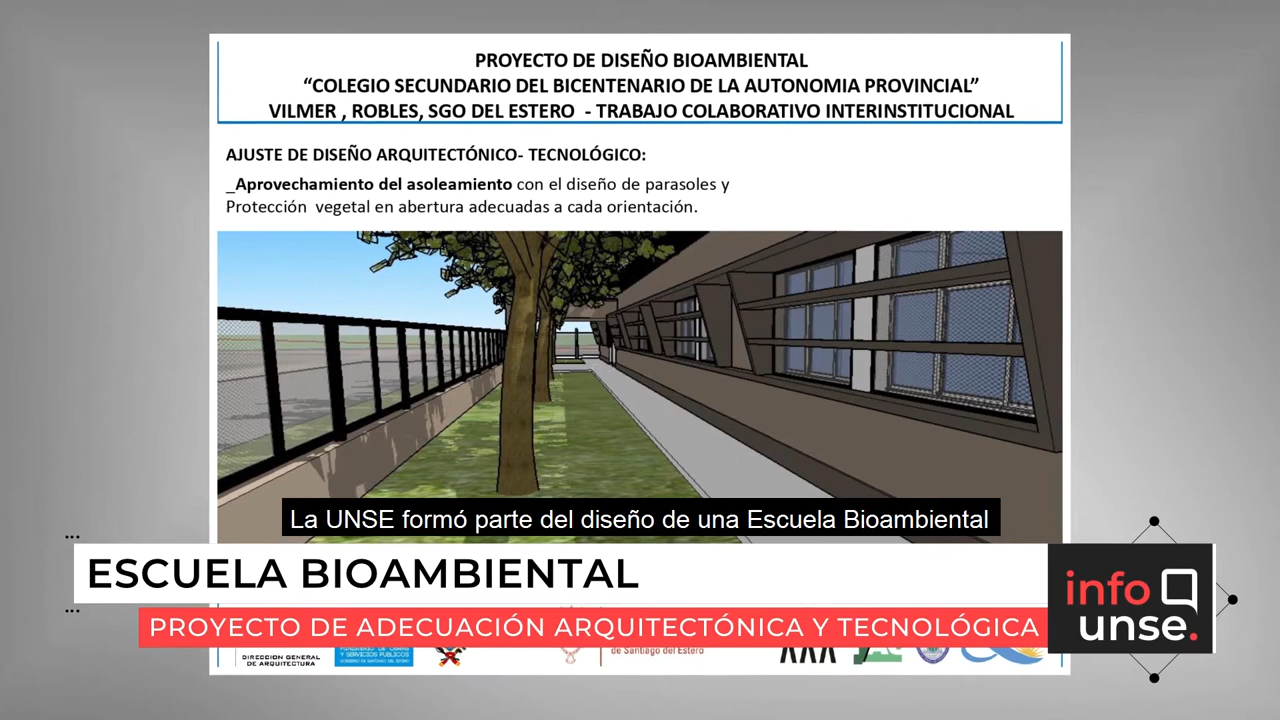 PROYECTO DE DISEÑO BIOAMBIENTAL
“COLEGIO SECUNDARIO DEL BICENTENARIO DE LA AUTONOMIA PROVINCIAL”
VILMER , ROBLES, SGO DEL ESTERO - TRABAJO COLABORATIVO INTERINSTITUCIONAL
AJUSTE DE DISEÑO ARQUITECTÓNICO- TECNOLÓGICO:
_Aprovechamiento del asoleamiento con el diseño de parasoles y
Protección vegetal en abertura adecuadas a cada orientación.
La UNSE formó parte del diseño de una Escuela Bioambiental
ESCUELA BIOAMBIENTAL
PROYECTO DE ADECUACIÓN ARQUITECTÓNICA Y TECNOLÓGICA
info
unse.
DIRECCION GENERAL
DE ARQUITECTURA
Y SERVICIOS PUBLICOS
de Santiago del Estero